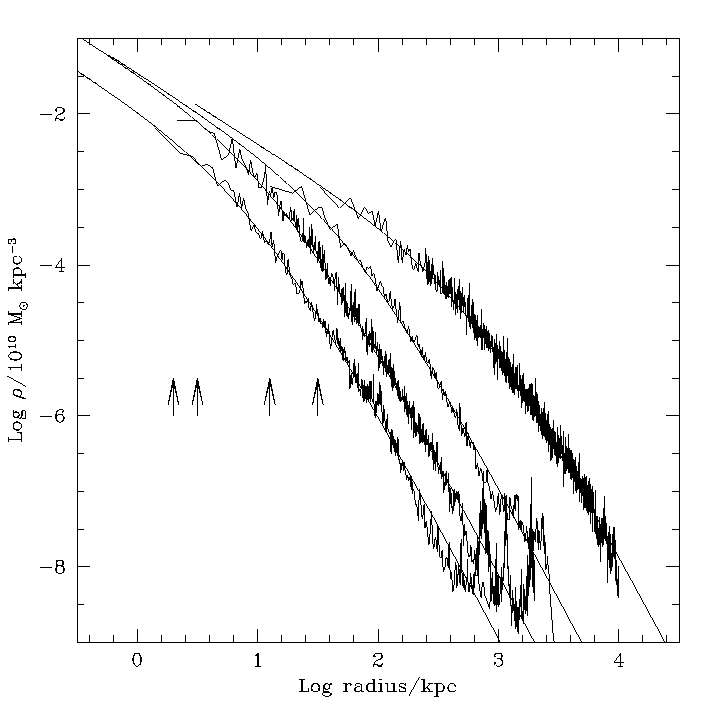 −2
−4
−6
−8
Log ρ/10¹⁰ M☉ kpc⁻³
0 1 2 3 4
Log radius/kpc